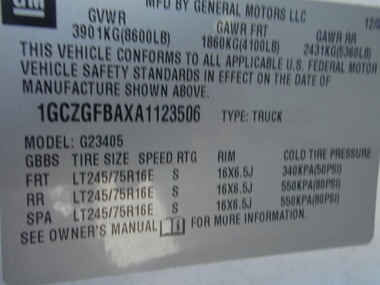 GM MFD BY GENERAL MOTORS LLC 12/0
GVWR GAWR FRT GAWR RR
3901KG(8600LB) 1860KG(4100LB) 2431KG(5360LB)
THIS VEHICLE CONFORMS TO ALL APPLICABLE U.S. FEDERAL MOTOR
VEHICLE SAFETY STANDARDS IN EFFECT ON THE DATE OF
MANUFACTURE SHOWN ABOVE.
1GCZGFBAXA1123506 TYPE: TRUCK
MODEL: G23405
GBBS TIRE SIZE SPEED RTG RIM COLD TIRE PRESSURE
FRT LT245/75R16E S 16X6.5J 340KPA(50PSI)
RR LT245/75R16E S 16X6.5J 550KPA(80PSI)
SPA LT245/75R16E S 16X6.5J 550KPA(80PSI)
SEE OWNER'S MANUAL FOR MORE INFORMATION.